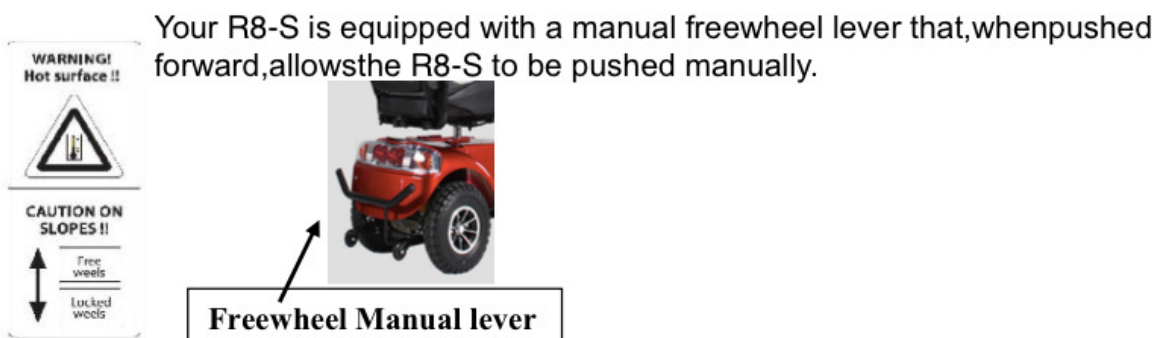 Your R8-S is equipped with a manual freewheel lever that,whenpushed
forward,allowsthe R8-S to be pushed manually.
WARNING!
Hot surface !!
CAUTION ON
SLOPES !!
Free
weels
Locked
weels
Freewheel Manual lever